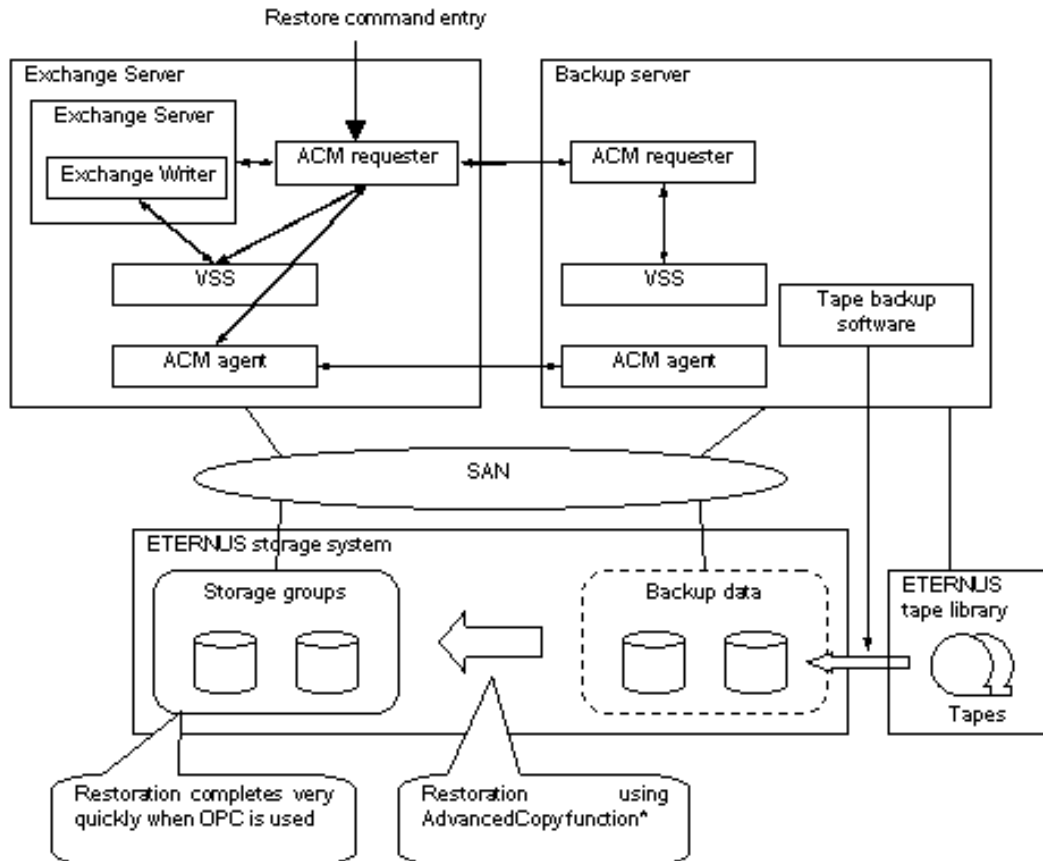 Restore command entry
Exchange Server
Backup server
Exchange Server
ACM requester
ACM requester
Exchange Writer
VSS
VSS
Tape backup
software
ACM agent
ACM agent
SAN
ETERNUS storage system
Storage groups
Backup data
ETERNUS
tape library
Tapes
Restoration completes very
quickly when OPC is used
Restoration using
AdvancedCopyfunction*